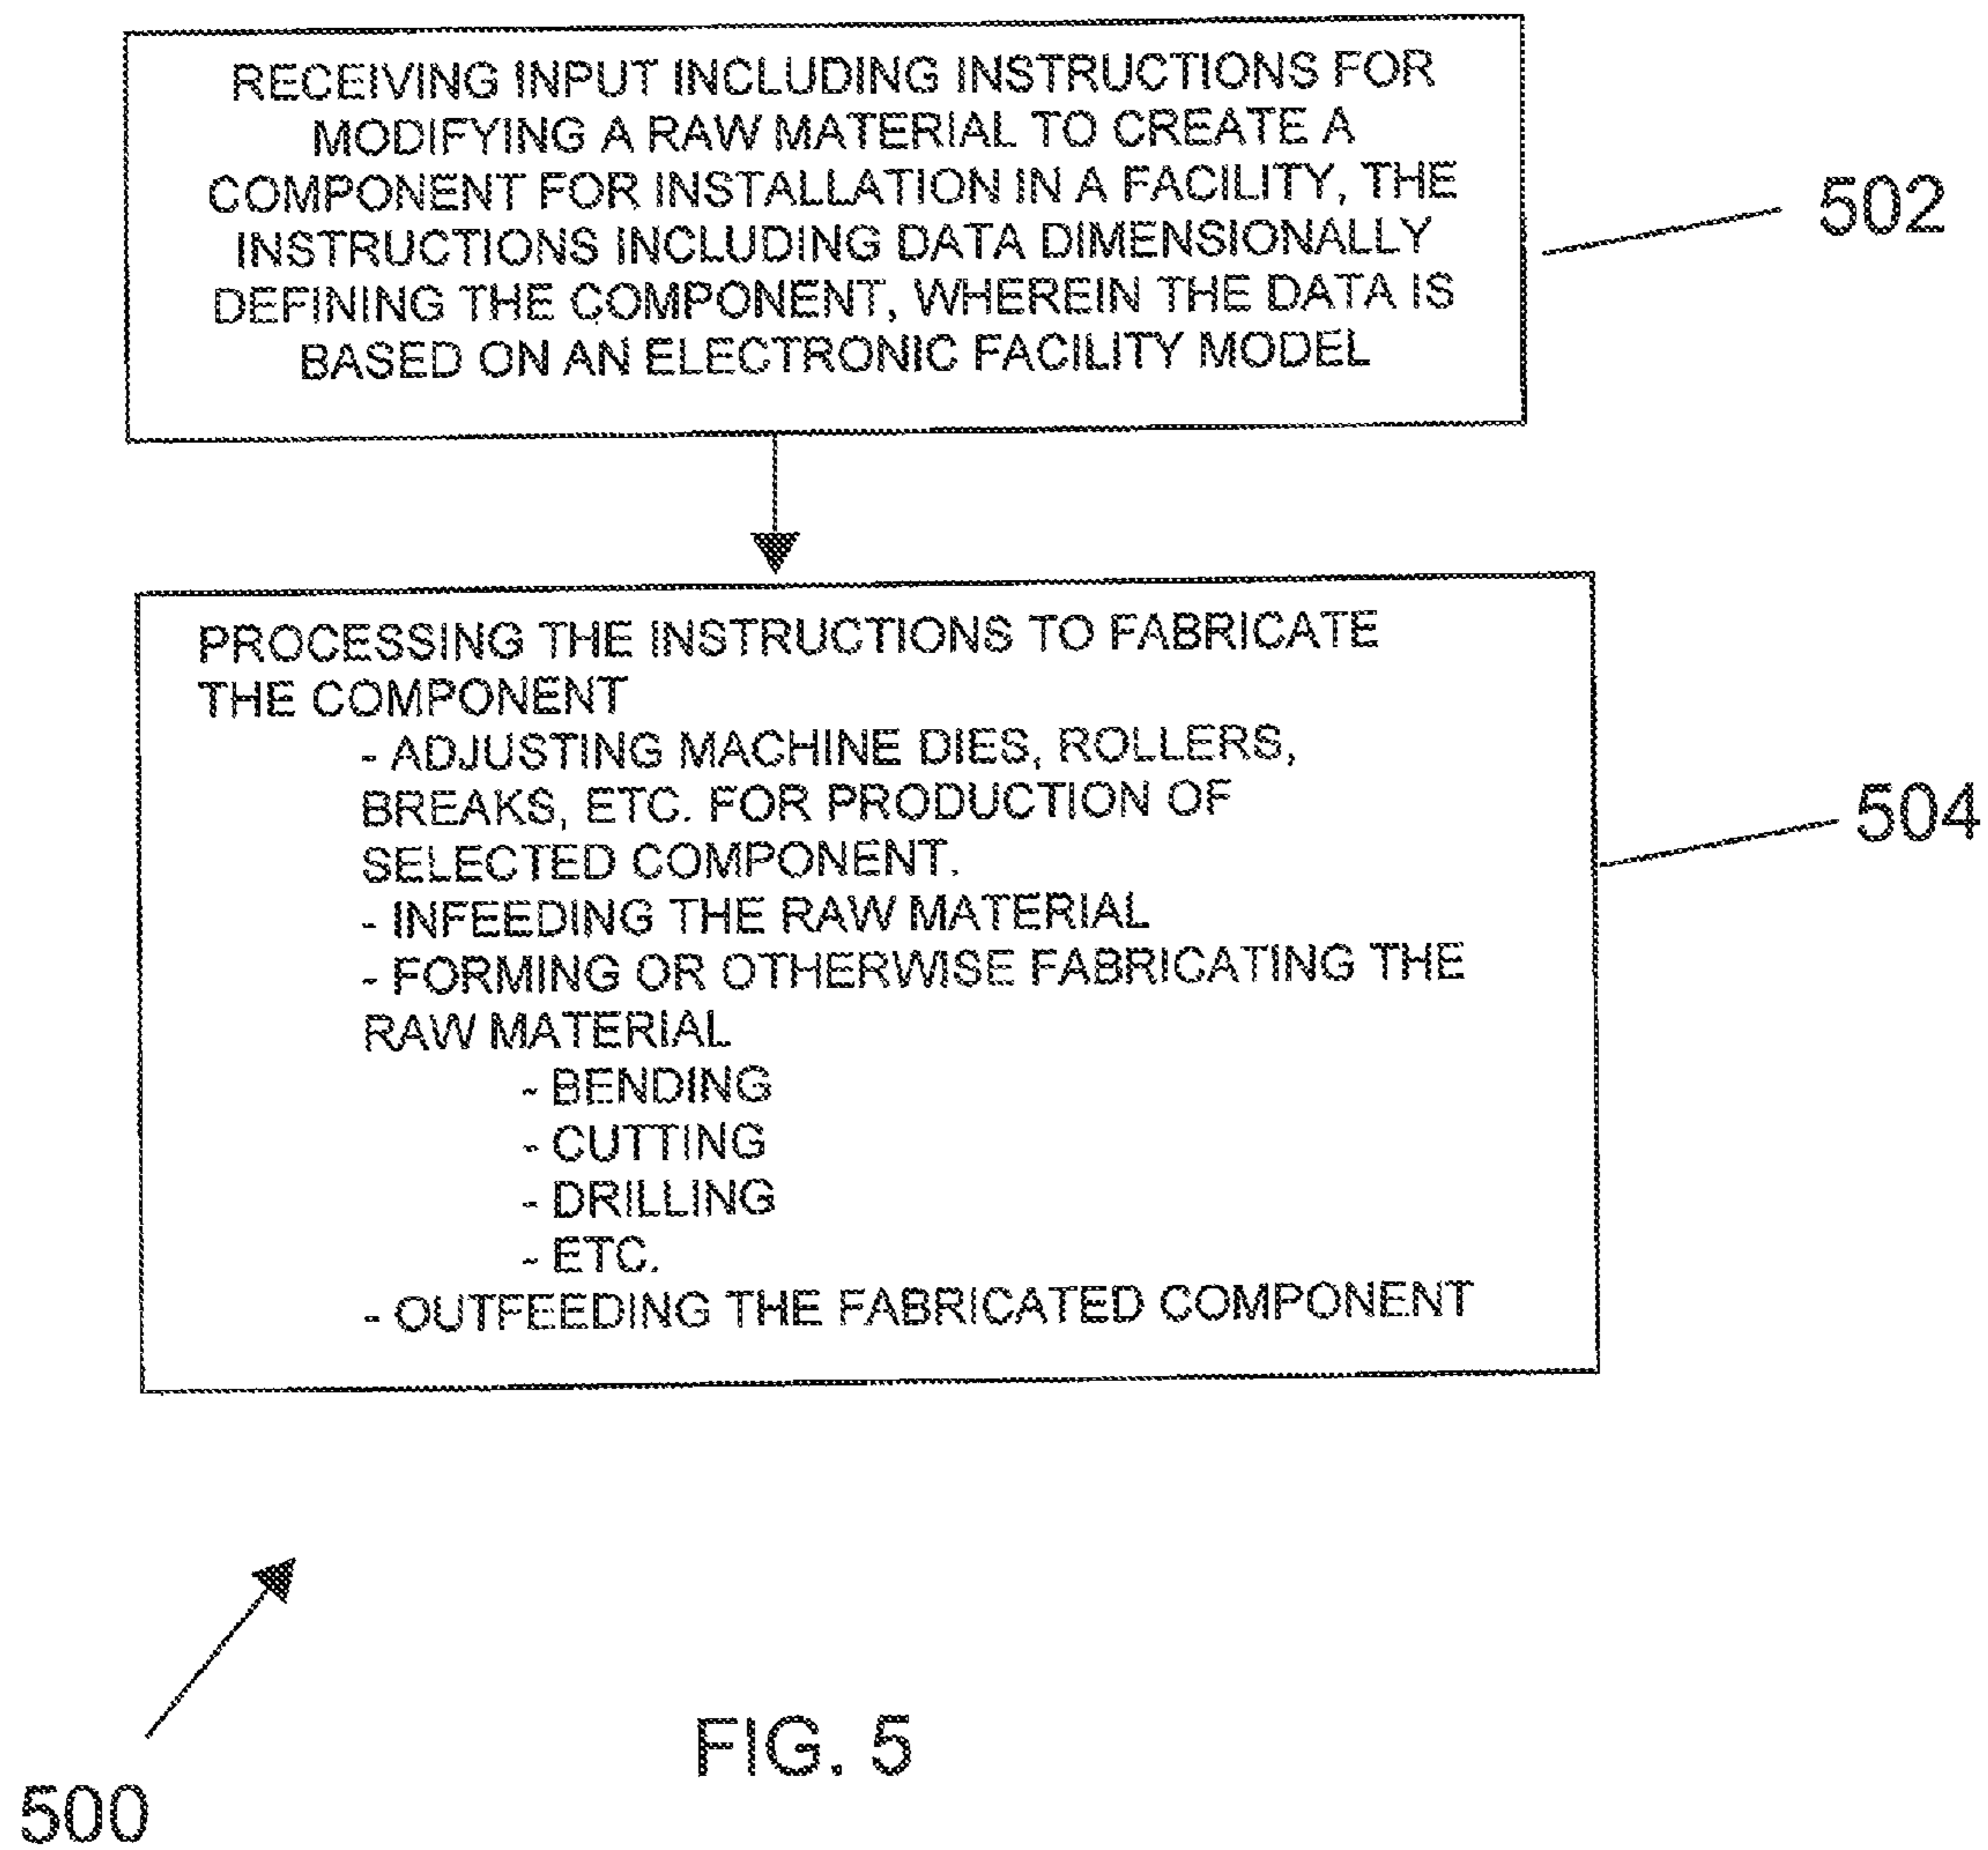 RECEIVING INPUT INCLUDING INSTRUCTIONS FOR
MODIFYING A RAW MATERIAL TO CREATE A
COMPONENT FOR INSTALLATION IN A FACILITY, THE
INSTRUCTIONS INCLUDING DATA DIMENSIONALLY
DEFINING THE COMPONENT, WHEREIN THE DATA IS
BASED ON AN ELECTRONIC FACILITY MODEL
502
PROCESSING THE INSTRUCTIONS TO FABRICATE
THE COMPONENT
- ADJUSTING MACHINE DIES, ROLLERS,
BREAKS, ETC. FOR PRODUCTION OF
SELECTED COMPONENT.
- INFEEDING THE RAW MATERIAL
- FORMING OR OTHERWISE FABRICATING THE
RAW MATERIAL
- BENDING
- CUTTING
- DRILLING
- ETC.
- OUTFEEDING THE FABRICATED COMPONENT
504
500
FIG. 5